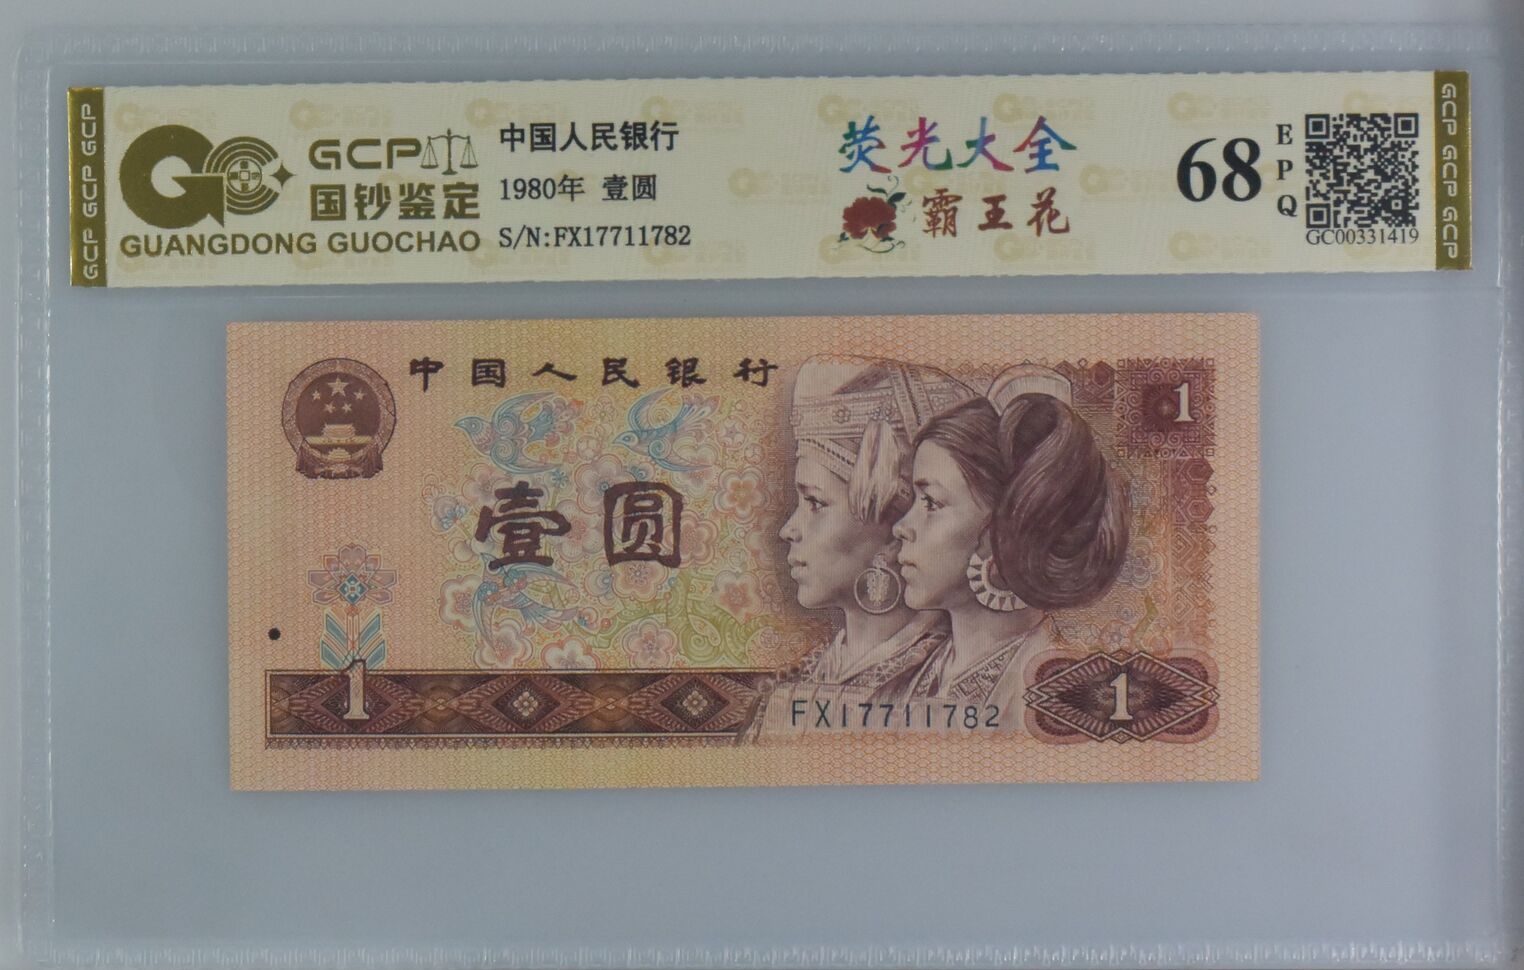 GCP GCP GCP
GCP
国钞鉴定
GUANGDONG GUOCHAO
中国人民银行
1980年 壹圆
S/N:FX17711782
荧光大全
霸王花
68
EPQ
GC00331419
GCP GCP GCP
中国人民银行
1
壹圆
1
FX17711782
1